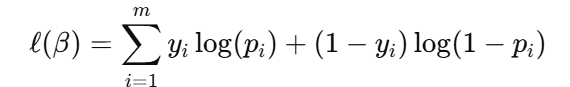 ℓ(β) = ∑_{i=1}^{m} y_i log(p_i) + (1 − y_i) log(1 − p_i)